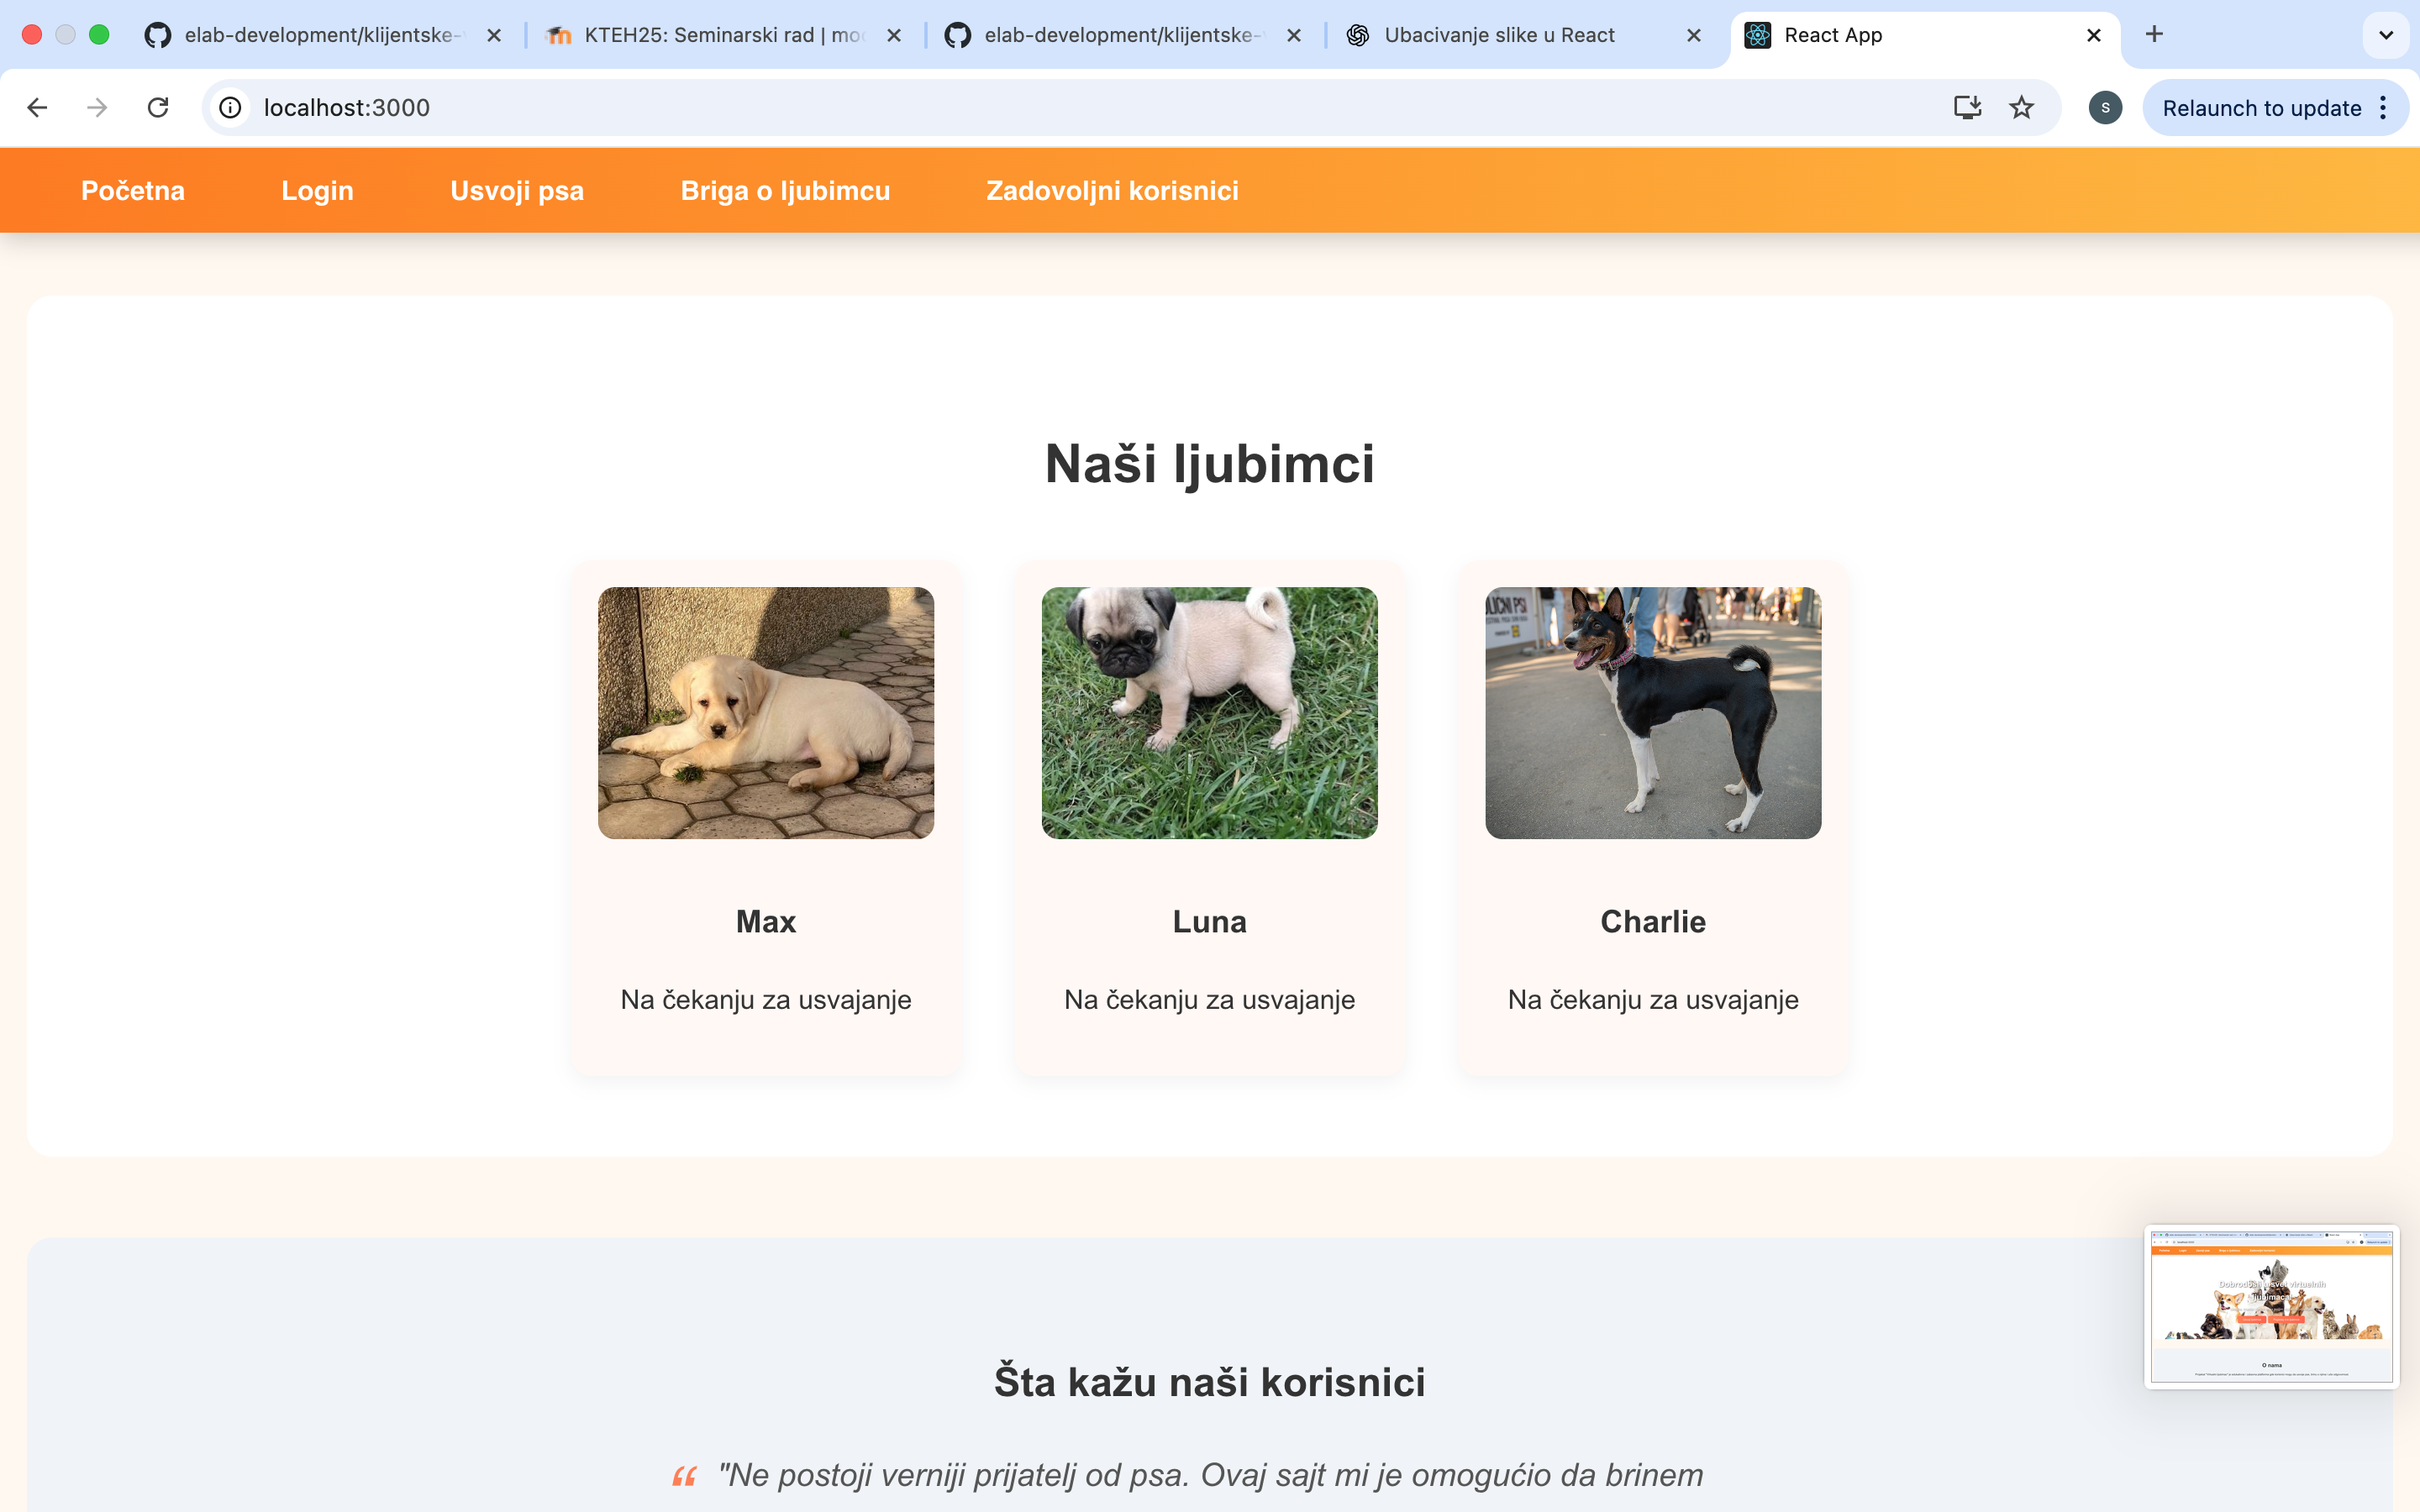 elab-development/klijentske-
KTEH25: Seminarski rad | moo
elab-development/klijentske-
Ubacivanje slike u React
React App
localhost:3000
S
Relaunch to update
Početna
Login
Usvoji psa
Briga o ljubimcu
Zadovoljni korisnici
Naši ljubimci
Max
Luna
Charlie
Na čekanju za usvajanje
Na čekanju za usvajanje
Na čekanju za usvajanje
O nama
Šta kažu naši korisnici
“ "Ne postoji verniji prijatelj od psa. Ovaj sajt mi je omogućio da brinem